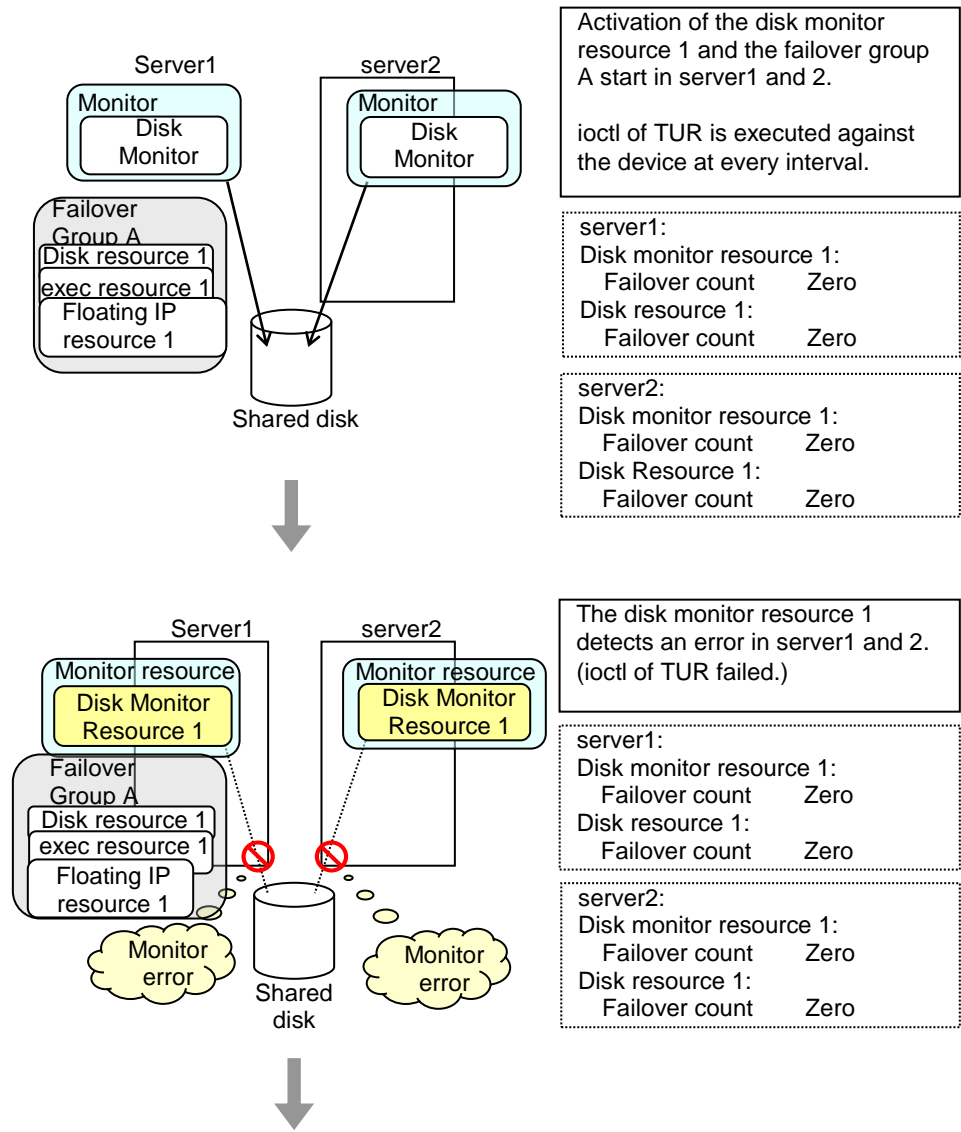 Server1
server2
Monitor
Disk
Monitor
Monitor
Disk
Monitor
Failover
Group A
Disk resource 1
exec resource 1
Floating IP
resource 1
Shared disk
Activation of the disk monitor
resource 1 and the failover group
A start in server1 and 2.
ioctl of TUR is executed against
the device at every interval.
server1:
Disk monitor resource 1:
Failover count Zero
Disk resource 1:
Failover count Zero
server2:
Disk monitor resource 1:
Failover count Zero
Disk Resource 1:
Failover count Zero
Server1
server2
Monitor resource
Disk Monitor
Resource 1
Monitor resource
Disk Monitor
Resource 1
Failover
Group A
Disk resource 1
exec resource 1
Floating IP
resource 1
Monitor
error
Monitor
error
Shared
disk
The disk monitor resource 1
detects an error in server1 and 2.
(ioctl of TUR failed.)
server1:
Disk monitor resource 1:
Failover count Zero
Disk resource 1:
Failover count Zero
server2:
Disk monitor resource 1:
Failover count Zero
Disk resource 1:
Failover count Zero